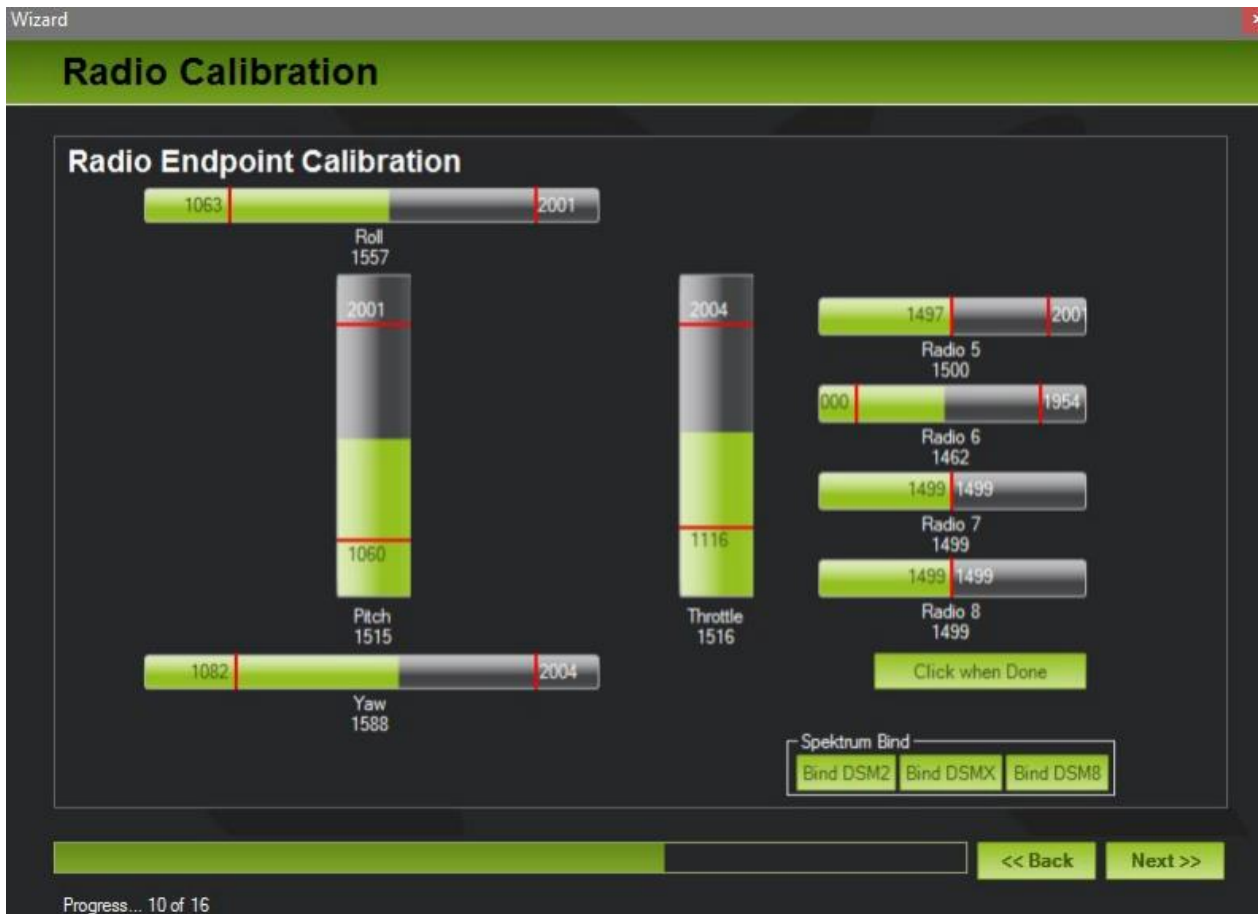 Wizard
Radio Calibration
Radio Endpoint Calibration
1063 2001
Roll
1557
2001
1060
Pitch
1515
2004
1116
Throttle
1516
1082 2004
Yaw
1588
1497 2001
Radio 5
1500
000 1954
Radio 6
1462
1499 1499
Radio 7
1499
1499 1499
Radio 8
1499
Click when Done
Spektrum Bind
Bind DSM2 Bind DSMX Bind DSM8
<< Back Next >>
Progress... 10 of 16